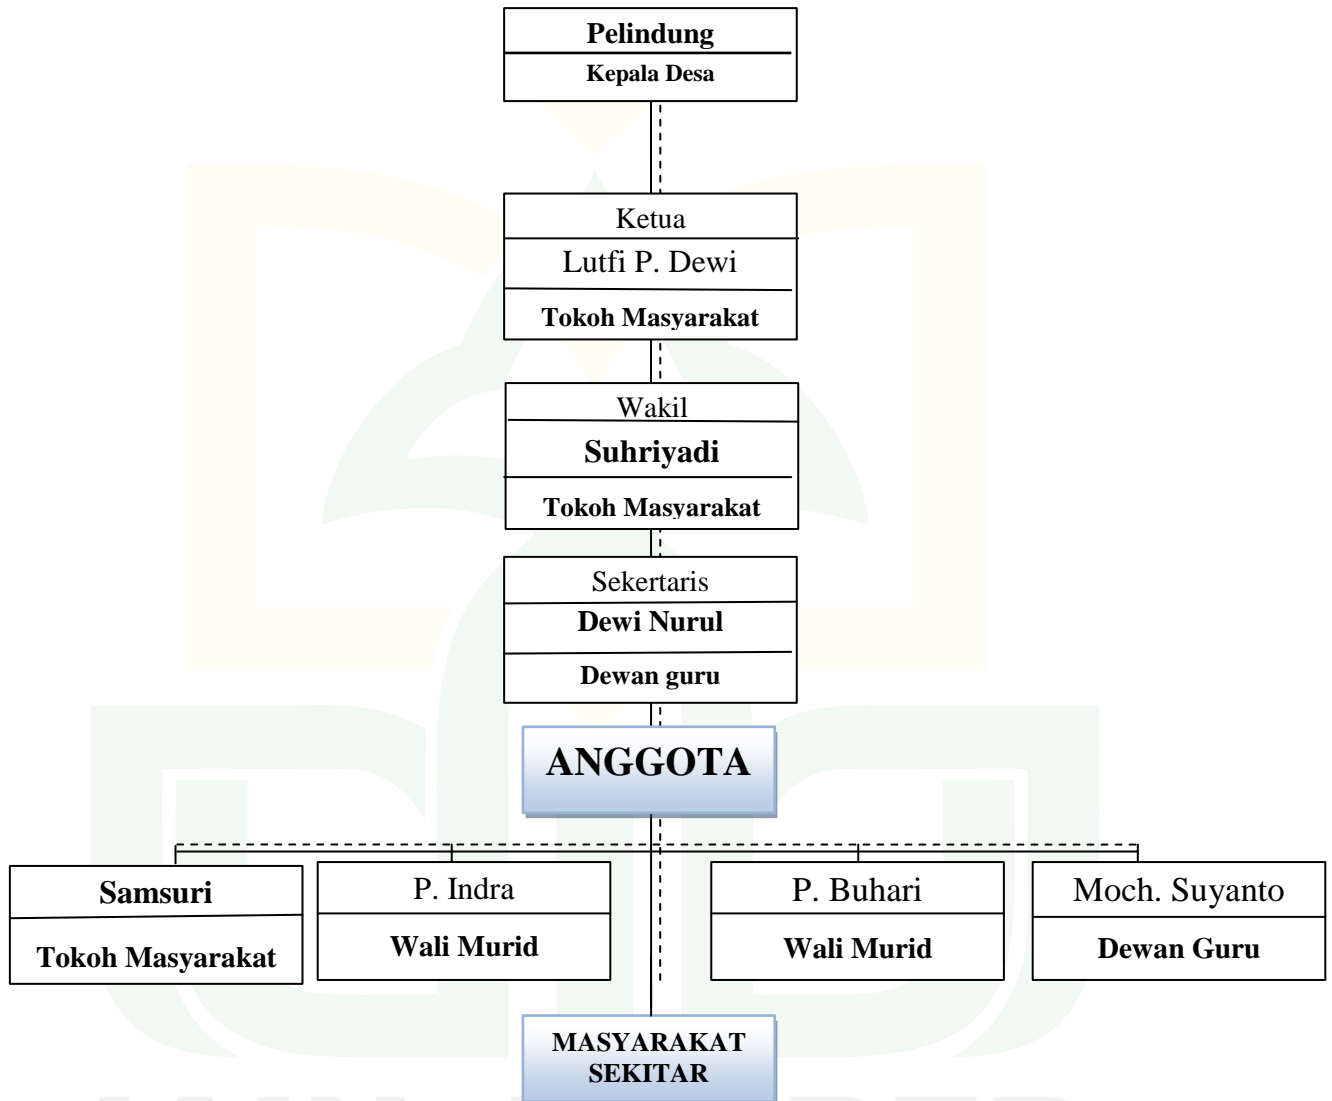 Pelindung
Kepala Desa
Ketua
Lutfi P. Dewi
Tokoh Masyarakat
Wakil
Suhriyadi
Tokoh Masyarakat
Sekertaris
Dewi Nurul
Dewan guru
ANGGOTA
Samsuri
Tokoh Masyarakat
P. Indra
Wali Murid
P. Buhari
Wali Murid
Moch. Suyanto
Dewan Guru
MASYARAKAT
SEKITAR